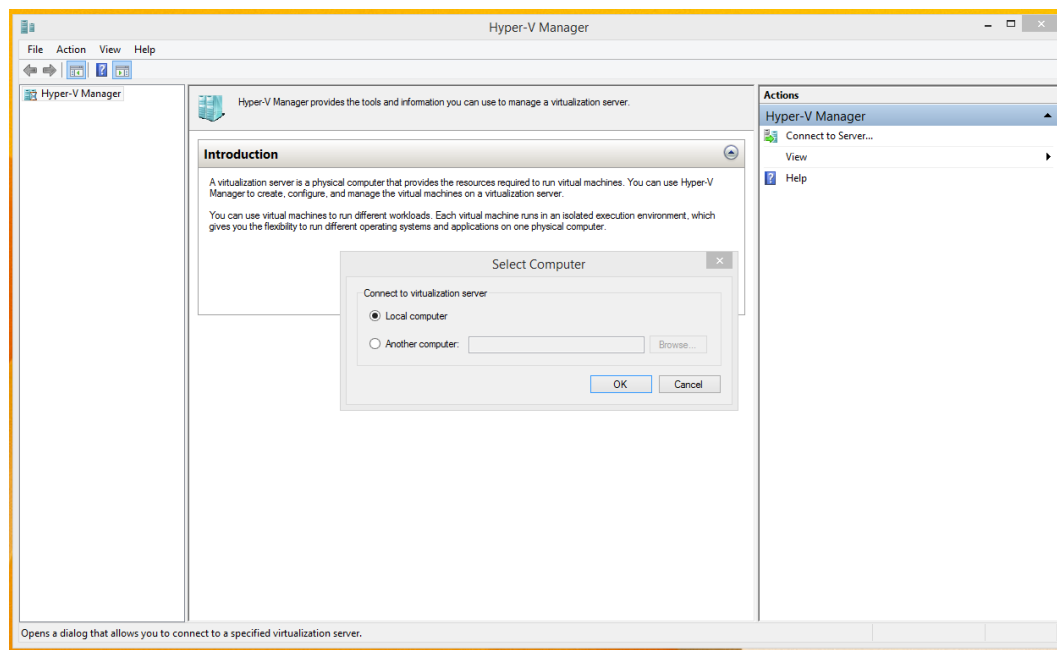 Hyper-V Manager
File Action View Help
Hyper-V Manager
Hyper-V Manager provides the tools and information you can use to manage a virtualization server.
Introduction
A virtualization server is a physical computer that provides the resources required to run virtual machines. You can use Hyper-V
Manager to create, configure, and manage the virtual machines on a virtualization server.
You can use virtual machines to run different workloads. Each virtual machine runs in an isolated execution environment, which
gives you the flexibility to run different operating systems and applications on one physical computer.
Select Computer
Connect to virtualization server
Local computer
Another computer: Browse...
OK Cancel
Actions
Hyper-V Manager
Connect to Server...
View
Help
Opens a dialog that allows you to connect to a specified virtualization server.